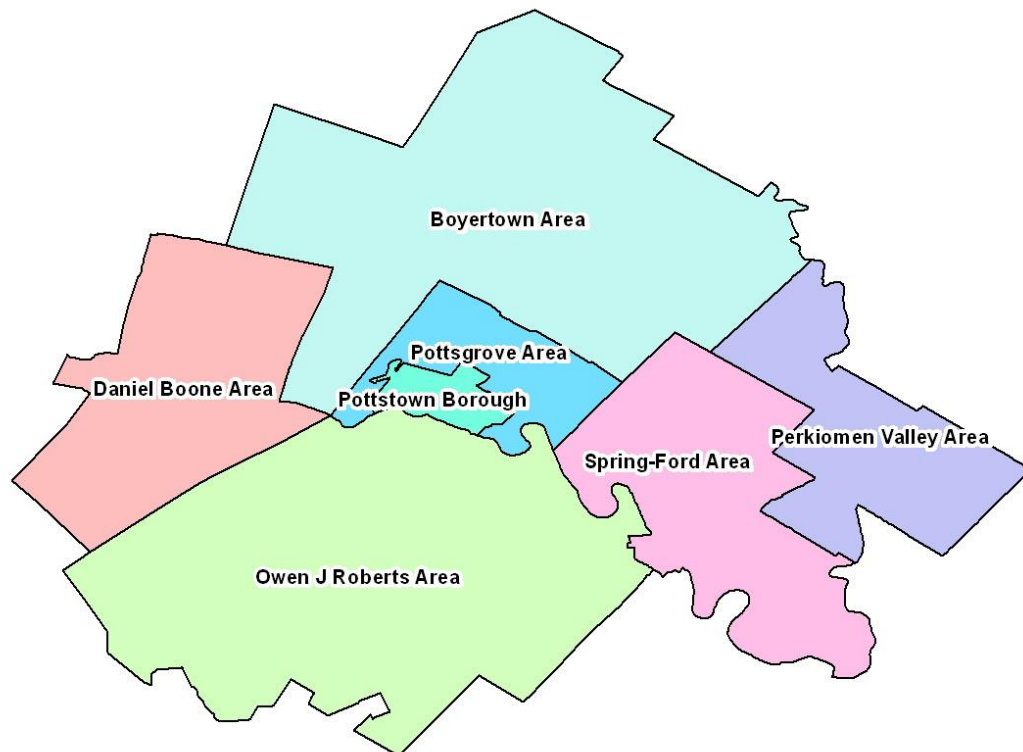 Boyertown Area
Pottsgrove Area
Daniel Boone Area
Pottstown Borough
Perkiomen Valley Area
Spring-Ford Area
Owen J Roberts Area